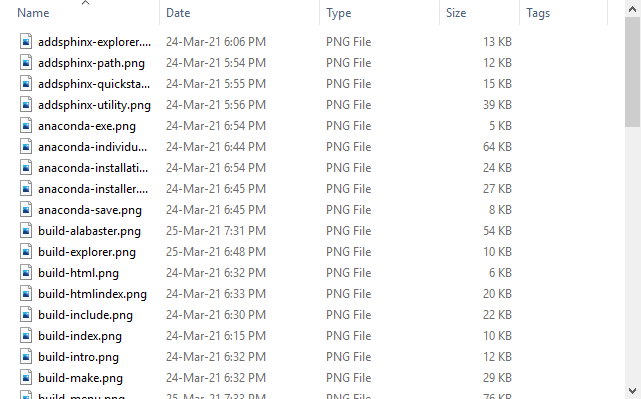 Name Date Type Size Tags
addsphinx-explorer.... 24-Mar-21 6:06 PM PNG File 13 KB
addsphinx-path.png 24-Mar-21 5:54 PM PNG File 12 KB
addsphinx-quicksta... 24-Mar-21 5:55 PM PNG File 15 KB
addsphinx-utility.png 24-Mar-21 5:56 PM PNG File 39 KB
anaconda-exe.png 24-Mar-21 6:54 PM PNG File 5 KB
anaconda-individu... 24-Mar-21 6:44 PM PNG File 64 KB
anaconda-installati... 24-Mar-21 6:54 PM PNG File 24 KB
anaconda-installer.... 24-Mar-21 6:45 PM PNG File 27 KB
anaconda-save.png 24-Mar-21 6:45 PM PNG File 8 KB
build-alabaster.png 25-Mar-21 7:31 PM PNG File 54 KB
build-explorer.png 25-Mar-21 6:48 PM PNG File 10 KB
build-html.png 24-Mar-21 6:32 PM PNG File 6 KB
build-htmlindex.png 24-Mar-21 6:33 PM PNG File 20 KB
build-include.png 24-Mar-21 6:30 PM PNG File 22 KB
build-index.png 24-Mar-21 6:15 PM PNG File 10 KB
build-intro.png 24-Mar-21 6:32 PM PNG File 12 KB
build-make.png 24-Mar-21 6:32 PM PNG File 29 KB
build-menu.png 25-Mar-21 7:33 PM PNG File 76 KB